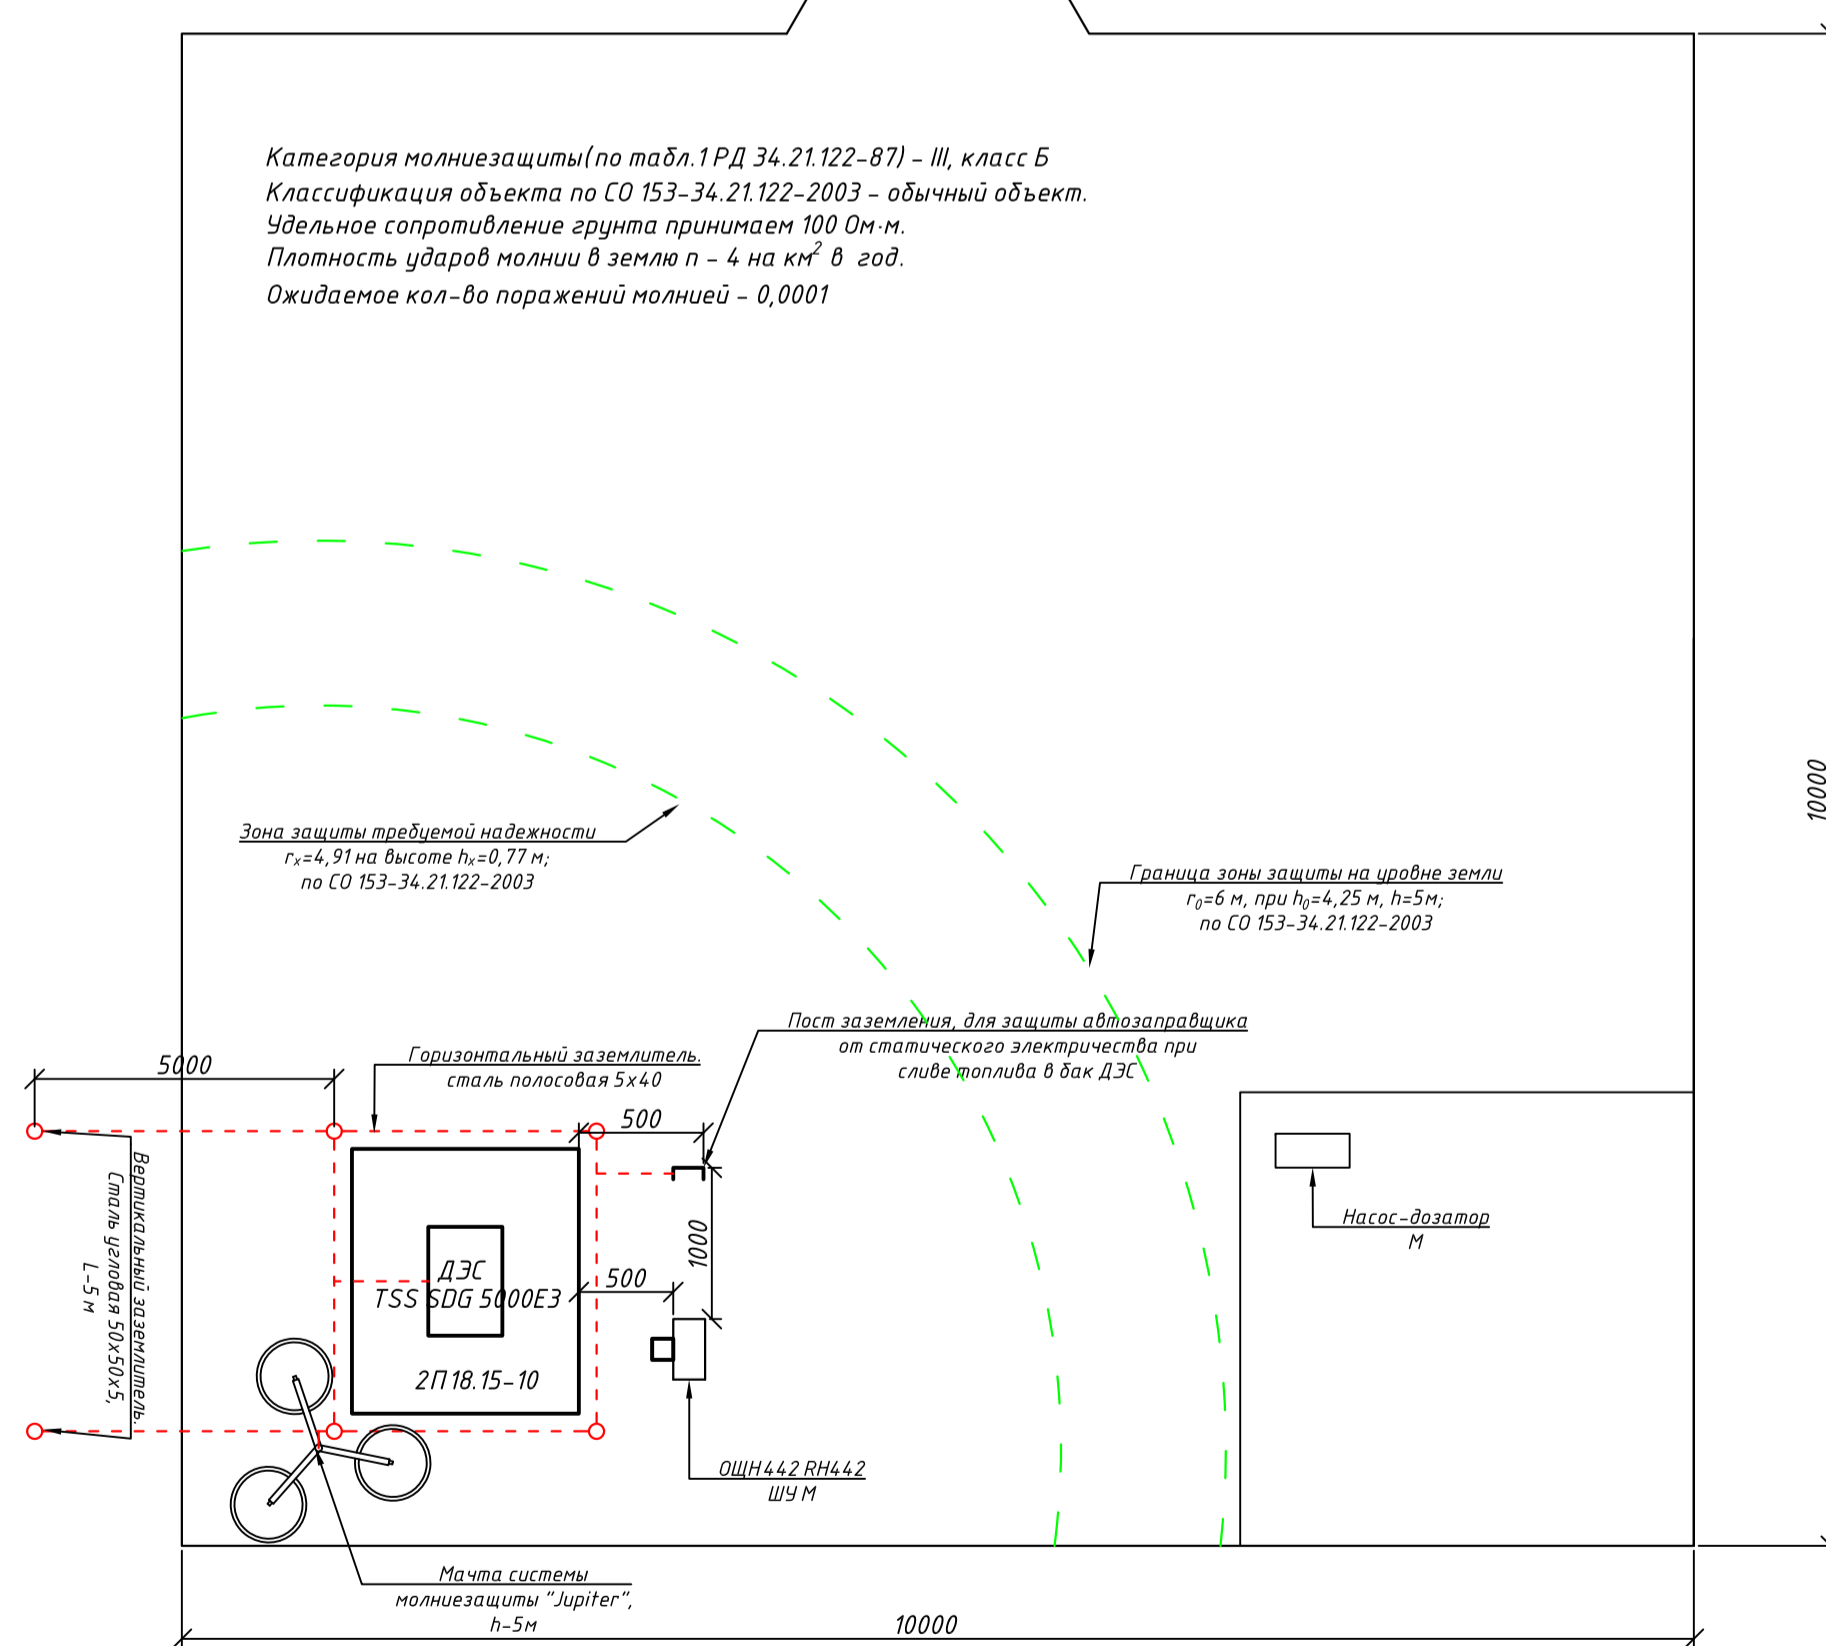 Категория молниезащиты(по табл.1 РД 34.21.122-87) - III, класс Б
Классификация объекта по СО 153-34.21.122-2003 - обычный объект.
Удельное сопротивление грунта принимаем 100 Ом·м.
Плотность ударов молнии в землю n - 4 на км² в год.
Ожидаемое кол-во поражений молнией - 0,0001
10000
Зона защиты требуемой надежности
rₓ=4,91 на высоте hₓ=0,77 м;
по СО 153-34.21.122-2003
Граница зоны защиты на уровне земли
r₀=6 м, при h₀=4,25 м, h=5м;
по СО 153-34.21.122-2003
Пост заземления, для защиты автозаправщика
от статического электричества при
сливе топлива в бак ДЭС
5000
Горизонтальный заземлитель.
сталь полосовая 5х40
500
Вертикальный заземлитель.
Сталь угловая 50х50х5,
L-5 м
1000
500
ДЭС
TSS SDG 5000E3
2П18.15-10
Насос-дозатор
М
ОЩН442 RH442
ШУ М
Мачта системы
молниезащиты "Jupiter",
h-5м
10000